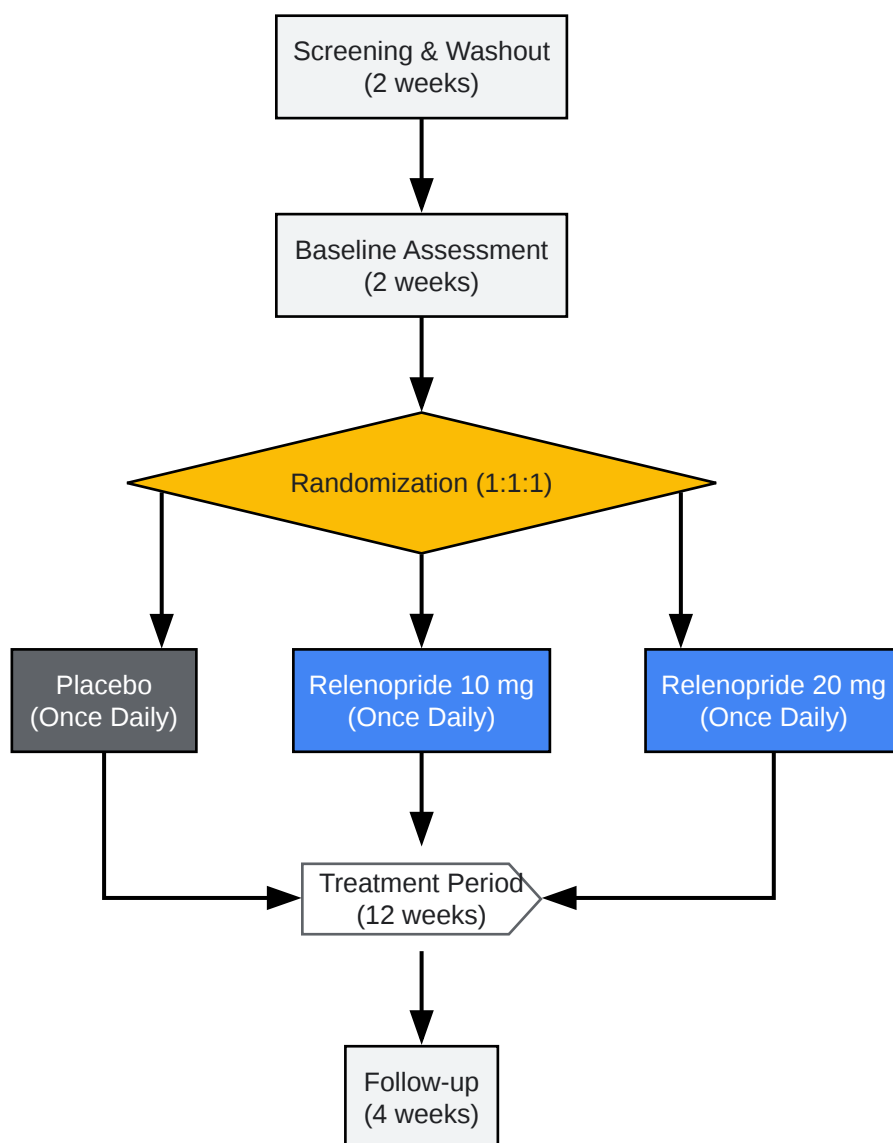 Screening & Washout
(2 weeks)
Baseline Assessment
(2 weeks)
Randomization (1:1:1)
Placebo
(Once Daily)
Relenopride 10 mg
(Once Daily)
Relenopride 20 mg
(Once Daily)
Treatment Period
(12 weeks)
Follow-up
(4 weeks)